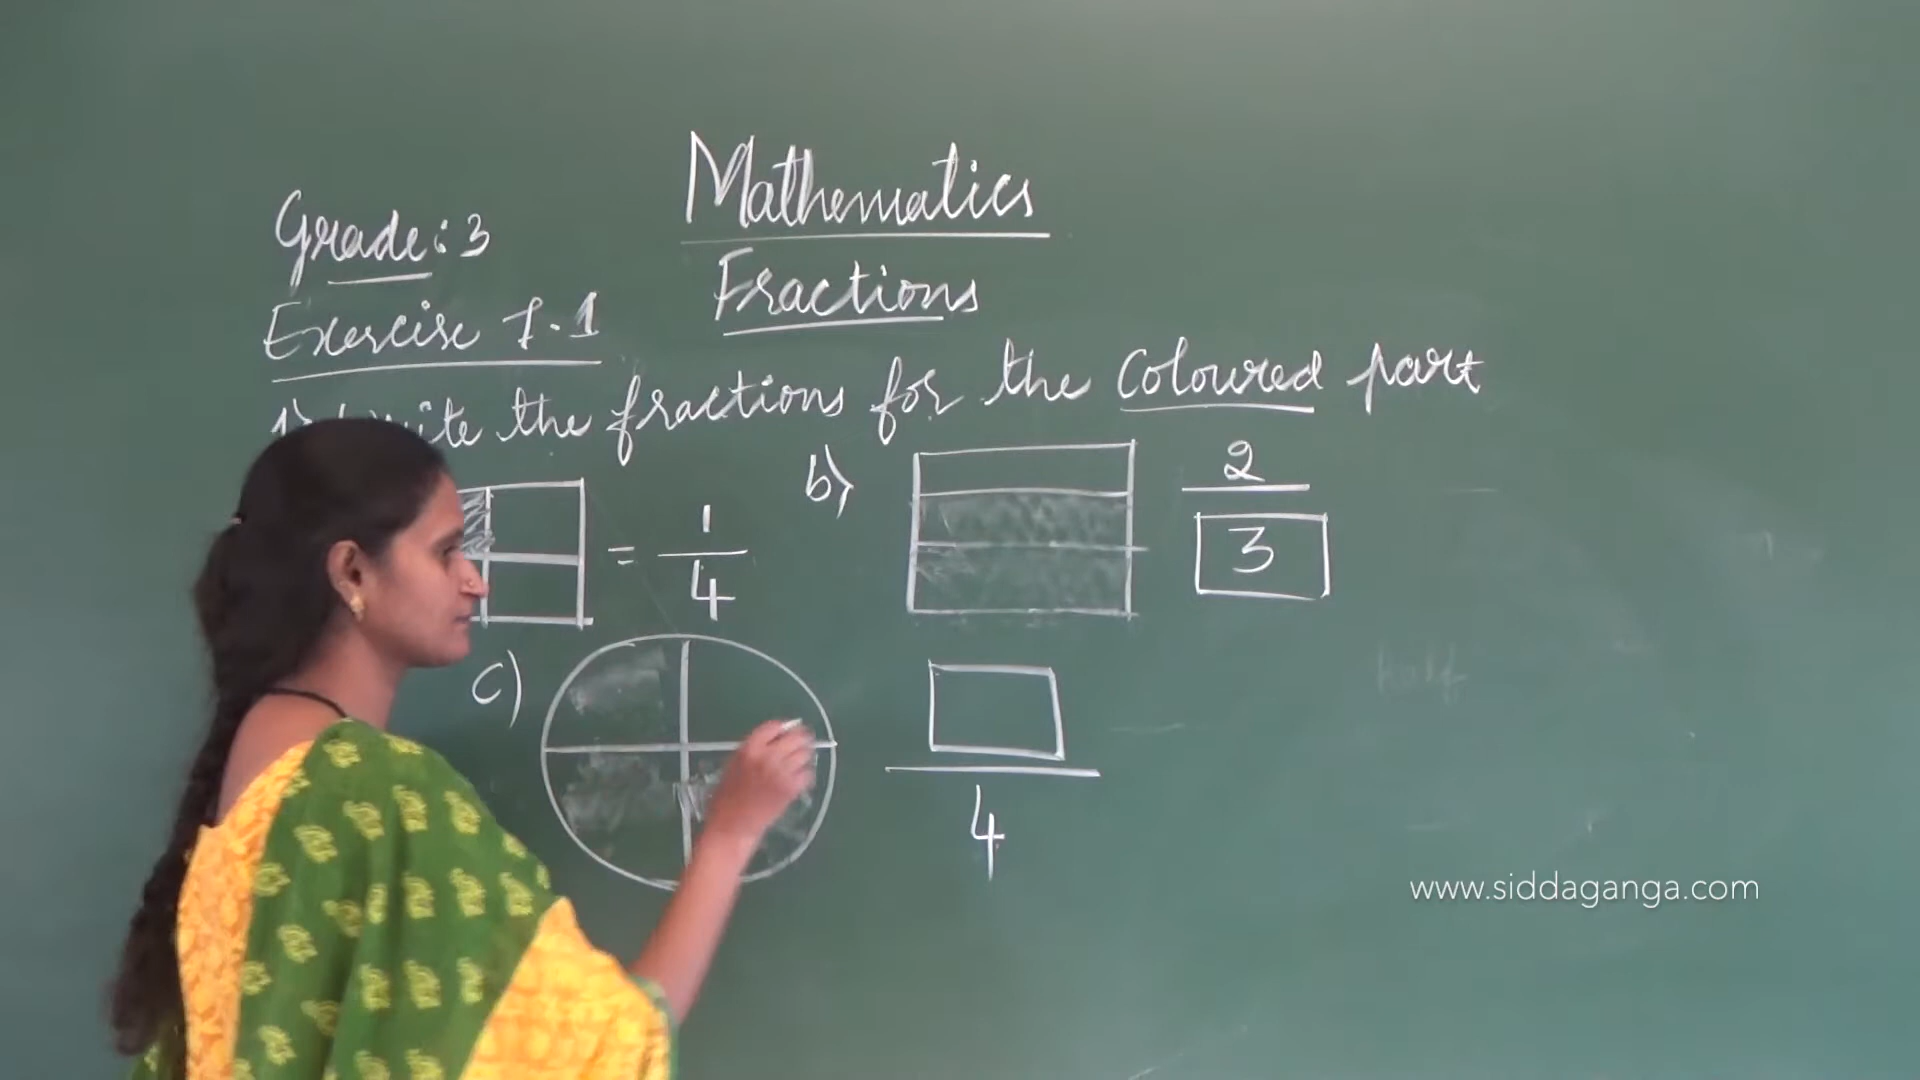 Mathematics
Grade: 3
Fractions
Exercise 7.1
the fractions for the coloured part
= 1/4
b)
2
3
c)
4
www.siddaganga.com